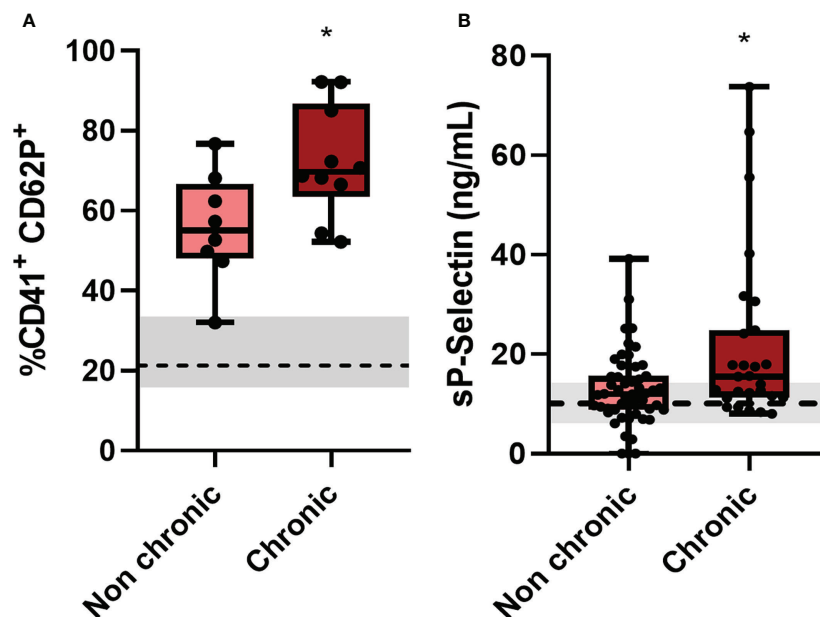 A
%CD41+ CD62P+
100
80
60
40
20
0
*
Non chronic
Chronic
B
sP-Selectin (ng/mL)
80
60
40
20
0
*
Non chronic
Chronic